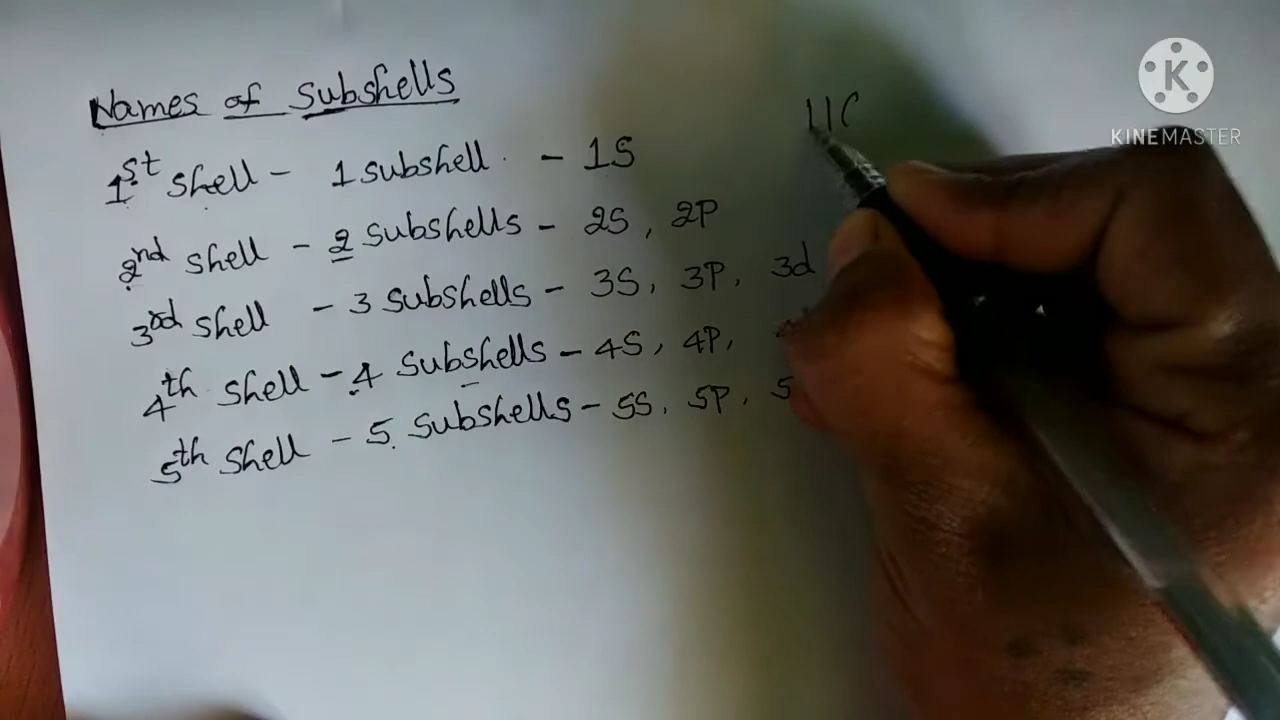 Names of Subshells
1st shell - 1 subshell - 1S
2nd shell - 2 subshells - 2S, 2P
3rd shell - 3 subshells - 3S, 3P, 3d
4th shell - 4 subshells - 4S, 4P,
5th shell - 5 subshells - 5S, 5P, 5
KINEMASTER